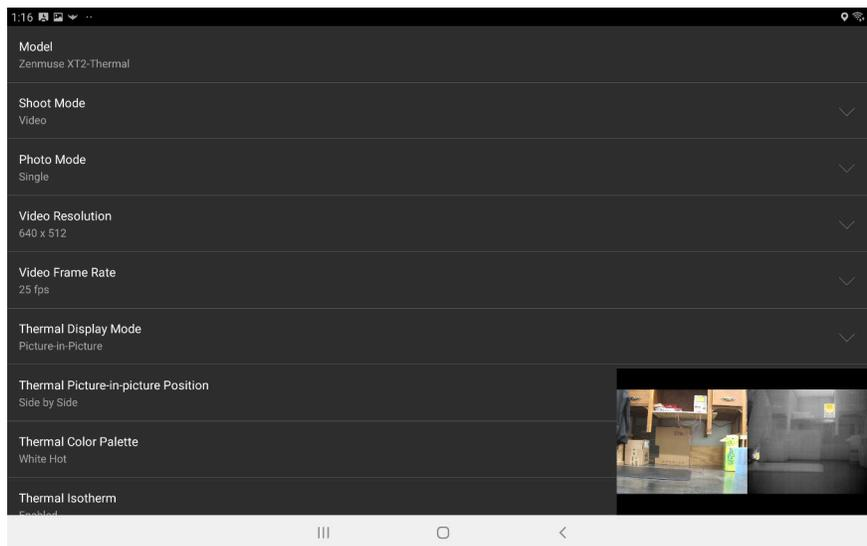 1:16
Model
Zenmuse XT2-Thermal
Shoot Mode
Video
Photo Mode
Single
Video Resolution
640 x 512
Video Frame Rate
25 fps
Thermal Display Mode
Picture-in-Picture
Thermal Picture-in-picture Position
Side by Side
Thermal Color Palette
White Hot
Thermal Isotherm
Enabled